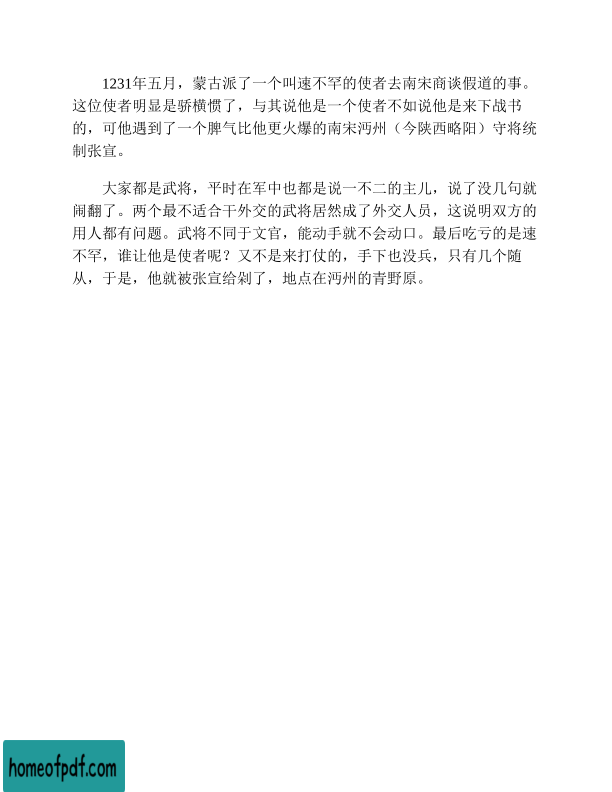 1231年五月，蒙古派了一个叫速不罕的使者去南宋商谈假道的事。
这位使者明显是骄横惯了，与其说他是一个使者不如说他是来下战书
的，可他遇到了一个脾气比他更火爆的南宋沔州（今陕西略阳）守将统
制张宣。
大家都是武将，平时在军中也都是说一不二的主儿，说了没几句就
闹翻了。两个最不适合干外交的武将居然成了外交人员，这说明双方的
用人都有问题。武将不同于文官，能动手就不会动口。最后吃亏的是速
不罕，谁让他是使者呢？又不是来打仗的，手下也没兵，只有几个随
从，于是，他就被张宣给剁了，地点在沔州的青野原。
homeofpdf.com